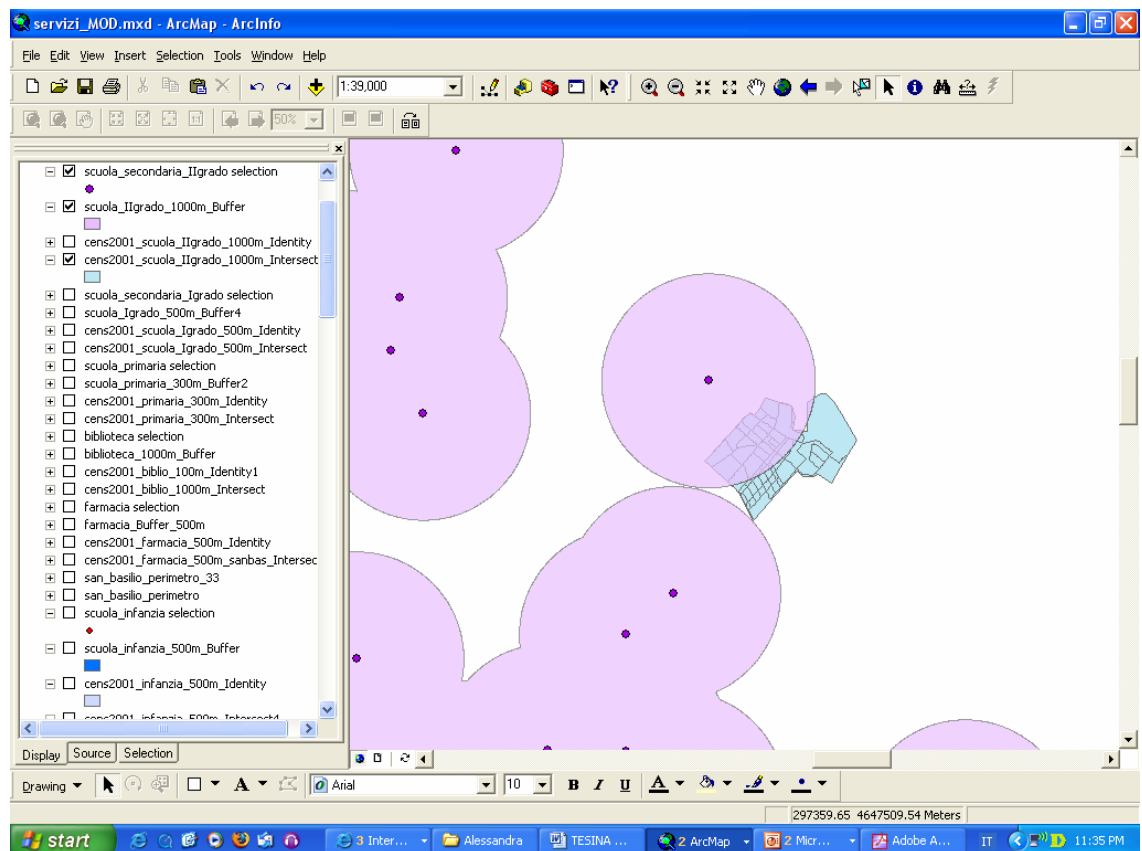 servizi_MOD.mxd - ArcMap - ArcInfo
File Edit View Insert Selection Tools Window Help
1:39,000
50%
scuola_secondaria_IIgrado selection
scuola_IIgrado_1000m_Buffer
cens2001_scuola_IIgrado_1000m_Identity
cens2001_scuola_IIgrado_1000m_Intersect
scuola_secondaria_Igrado selection
scuola_Igrado_500m_Buffer4
cens2001_scuola_Igrado_500m_Identity
cens2001_scuola_Igrado_500m_Intersect
scuola_primaria selection
scuola_primaria_300m_Buffer2
cens2001_primaria_300m_Identity
cens2001_primaria_300m_Intersect
biblioteca selection
biblioteca_1000m_Buffer
cens2001_biblio_100m_Identity1
cens2001_biblio_1000m_Intersect
farmacia selection
farmacia_Buffer_500m
cens2001_farmacia_500m_Identity
cens2001_farmacia_500m_sanbas_Intersec
san_basilio_perimetro_33
san_basilio_perimetro
scuola_infanzia selection
scuola_infanzia_500m_Buffer
cens2001_infanzia_500m_Identity
cens2001_infanzia_500m_Intersect4
Display Source Selection
Drawing A Arial 10 B I U A
297359.65 4647509.54 Meters
start 3 Inter... Alessandra TESINA ... 2 ArcMap 2 Micr... Adobe A... IT 11:35 PM